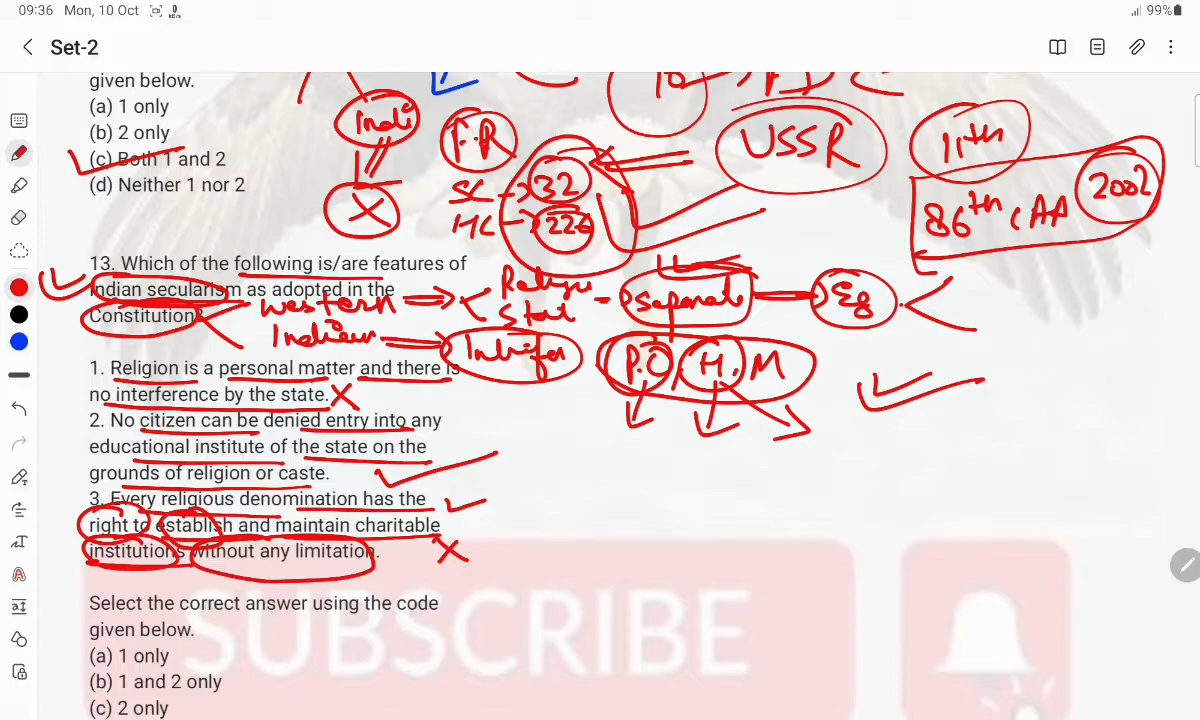 09:36 Mon, 10 Oct
99%
Set-2
given below.
(a) 1 only
(b) 2 only
(c) Both 1 and 2
(d) Neither 1 nor 2
Indi
F.R
SC → 32
HC → 226
USSR
11th
86th CAA 2002
X
13. Which of the following is/are features of
Indian secularism as adopted in the
Constitution?
western
Indian
State
separate
Eg
P.O, H.M
1. Religion is a personal matter and there is
no interference by the state.
2. No citizen can be denied entry into any
educational institute of the state on the
grounds of religion or caste.
3. Every religious denomination has the
right to establish and maintain charitable
institutions without any limitation.
Select the correct answer using the code
given below.
(a) 1 only
(b) 1 and 2 only
(c) 2 only
SUBSCRIBE